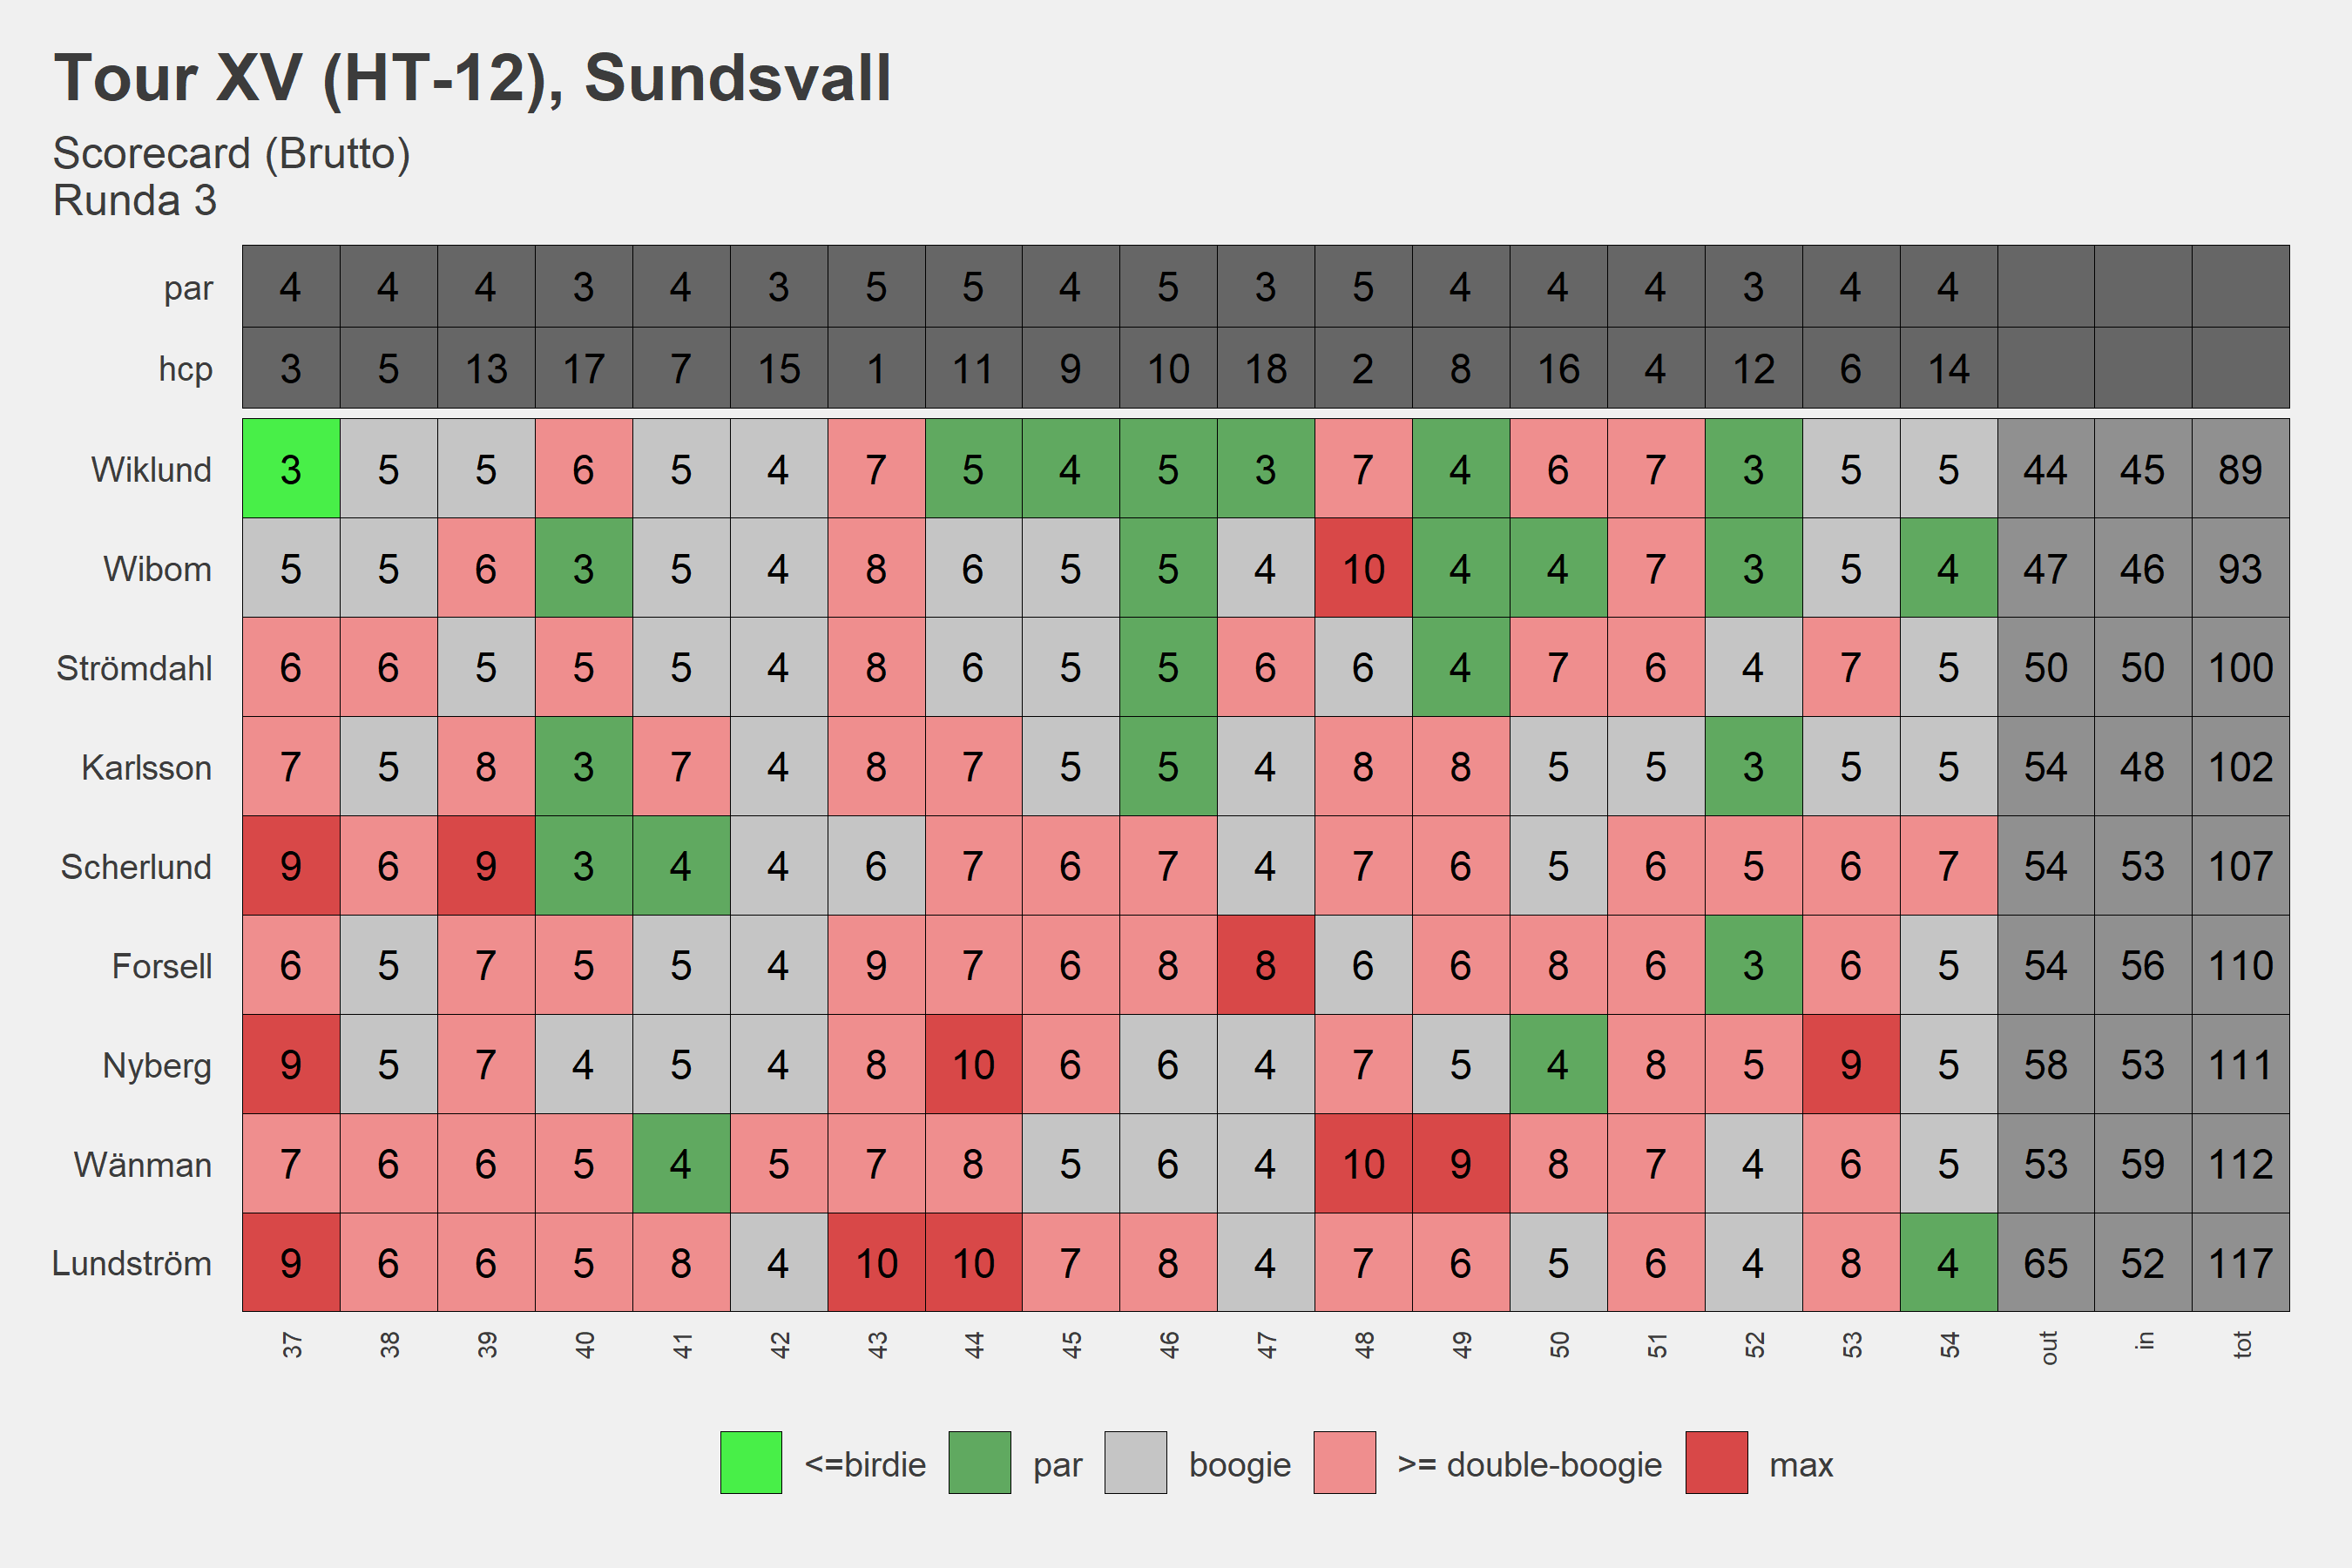 Tour XV (HT-12), Sundsvall
Scorecard (Brutto)
Runda 3
par 4 4 4 3 4 3 5 5 4 5 3 5 4 4 4 3 4 4
hcp 3 5 13 17 7 15 1 11 9 10 18 2 8 16 4 12 6 14
Wiklund 3 5 5 6 5 4 7 5 4 5 3 7 4 6 7 3 5 5 44 45 89
Wibom 5 5 6 3 5 4 8 6 5 5 4 10 4 4 7 3 5 4 47 46 93
Strömdahl 6 6 5 5 5 4 8 6 5 5 6 6 4 7 6 4 7 5 50 50 100
Karlsson 7 5 8 3 7 4 8 7 5 5 4 8 8 5 5 3 5 5 54 48 102
Scherlund 9 6 9 3 4 4 6 7 6 7 4 7 6 5 6 5 6 7 54 53 107
Forsell 6 5 7 5 5 4 9 7 6 8 8 6 6 8 6 3 6 5 54 56 110
Nyberg 9 5 7 4 5 4 8 10 6 6 4 7 5 4 8 5 9 5 58 53 111
Wänman 7 6 6 5 4 5 7 8 5 6 4 10 9 8 7 4 6 5 53 59 112
Lundström 9 6 6 5 8 4 10 10 7 8 4 7 6 5 6 4 8 4 65 52 117
37 38 39 40 41 42 43 44 45 46 47 48 49 50 51 52 53 54 out in tot
<=birdie par boogie >= double-boogie max